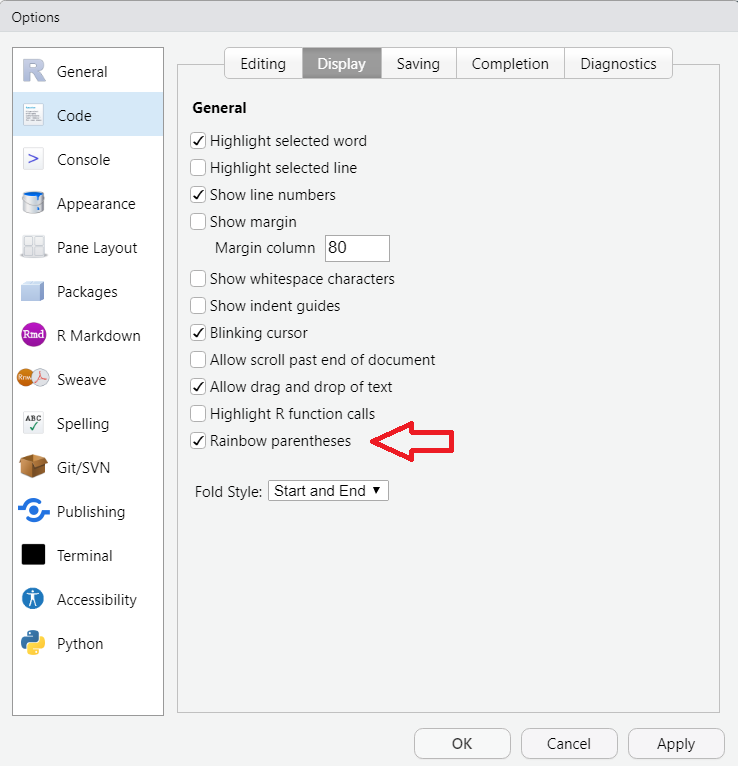 Options
General
Code
Console
Appearance
Pane Layout
Packages
R Markdown
Sweave
Spelling
Git/SVN
Publishing
Terminal
Accessibility
Python
R
>
Rmd
Rnw
ABC
Editing Display Saving Completion Diagnostics
General
Highlight selected word
Highlight selected line
Show line numbers
Show margin
Margin column 80
Show whitespace characters
Show indent guides
Blinking cursor
Allow scroll past end of document
Allow drag and drop of text
Highlight R function calls
Rainbow parentheses
Fold Style: Start and End
OK Cancel Apply